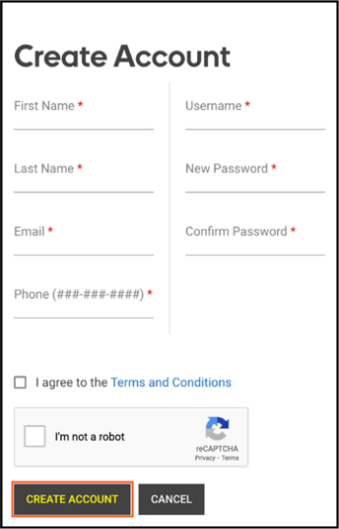 Create Account
First Name *
Last Name *
Email *
Phone (###-###-####) *
Username *
New Password *
Confirm Password *
I agree to the Terms and Conditions
I'm not a robot
reCAPTCHA
Privacy - Terms
CREATE ACCOUNT
CANCEL